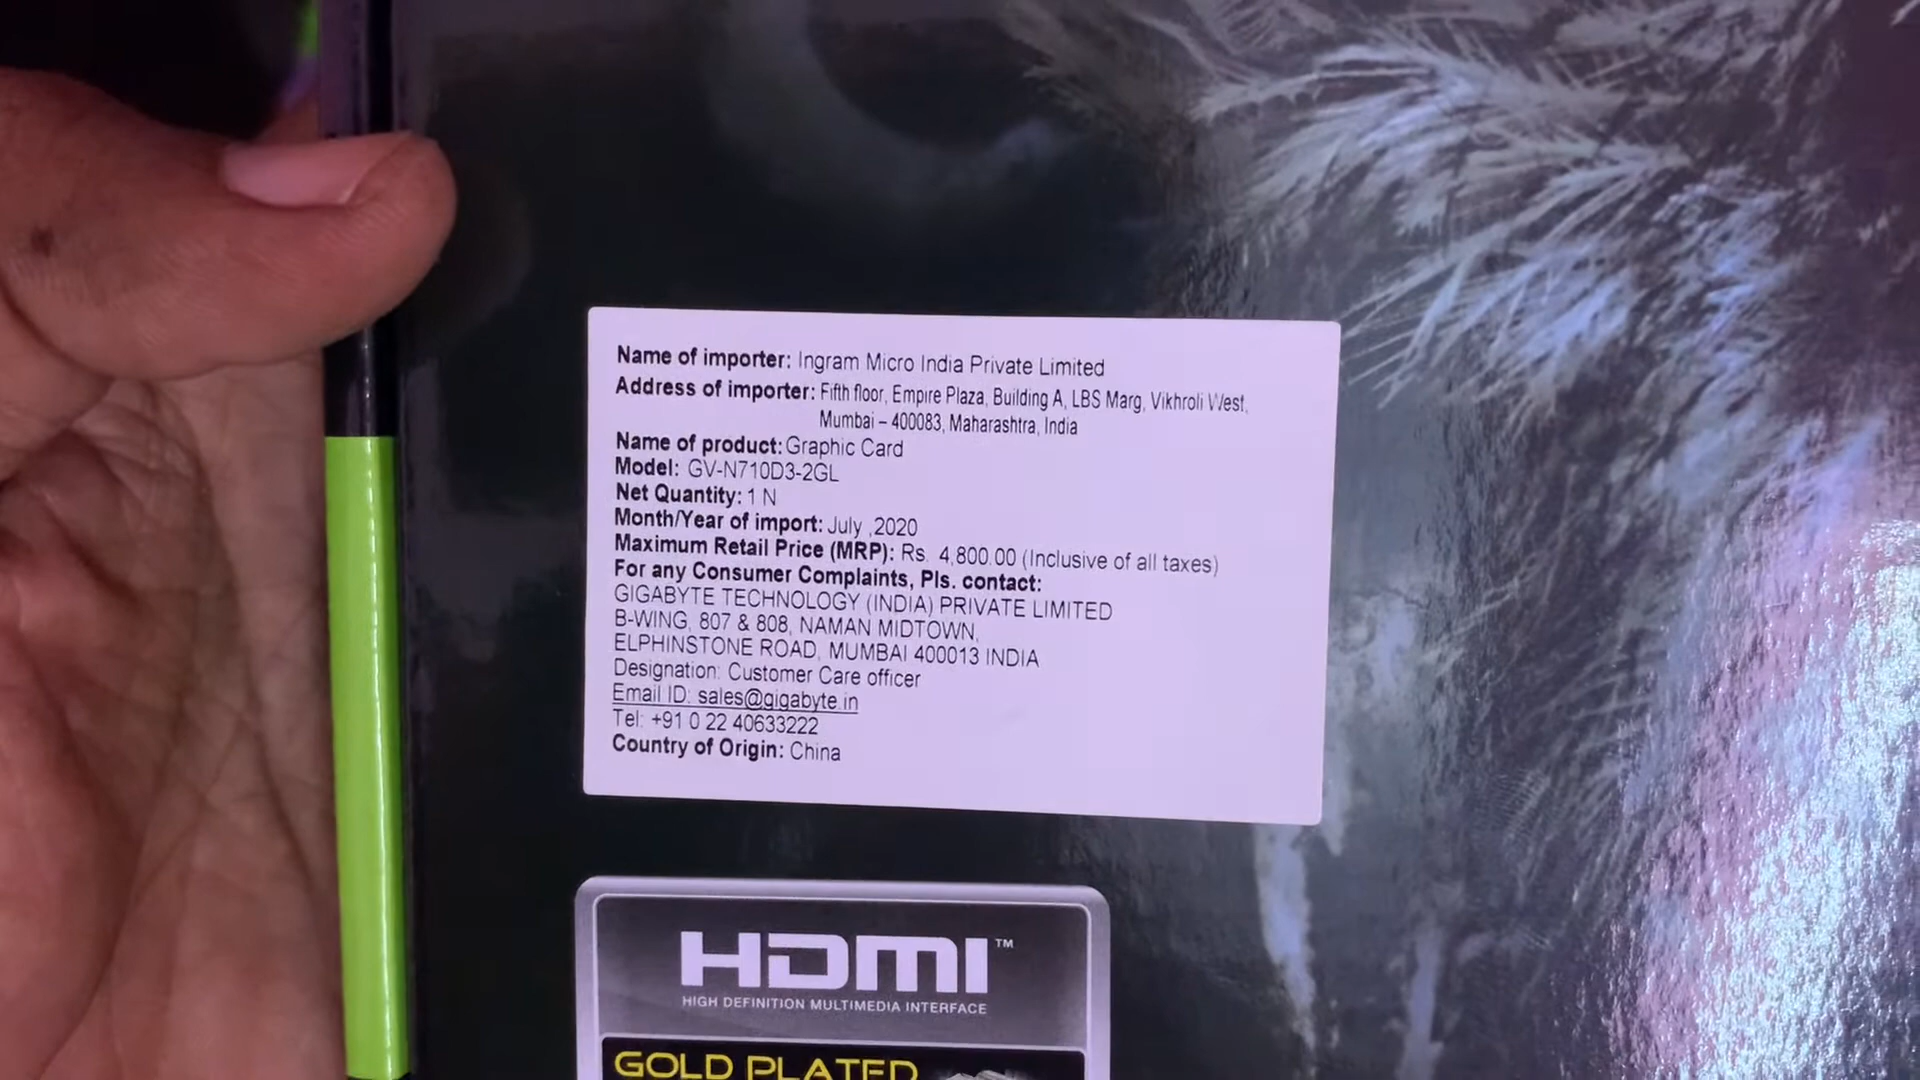 Name of importer: Ingram Micro India Private Limited
Address of importer: Fifth floor, Empire Plaza, Building A, LBS Marg, Vikhroli West,
Mumbai – 400083, Maharashtra, India
Name of product: Graphic Card
Model: GV-N710D3-2GL
Net Quantity: 1 N
Month/Year of import: July ,2020
Maximum Retail Price (MRP): Rs. 4,800.00 (Inclusive of all taxes)
For any Consumer Complaints, Pls. contact:
GIGABYTE TECHNOLOGY (INDIA) PRIVATE LIMITED
B-WING, 807 & 808, NAMAN MIDTOWN,
ELPHINSTONE ROAD, MUMBAI 400013 INDIA
Designation: Customer Care officer
Email ID: sales@gigabyte.in
Tel: +91 0 22 40633222
Country of Origin: China
HDMI™
HIGH DEFINITION MULTIMEDIA INTERFACE
GOLD PLATED